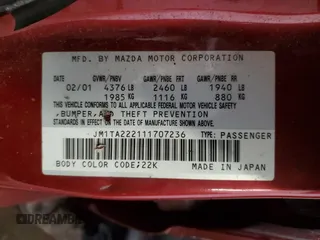 MFD. BY MAZDA MOTOR CORPORATION
GVWR/PNBV GAWR/PNBE FRT GAWR/PNBE RR
02/01 4376 LB 2460 LB 1940 LB
1985 KG 1116 KG 880 KG
THIS VEHICLE CONFORMS TO ALL APPLICABLE FEDERAL MOTOR VEHICLE SAFETY
, BUMPER, AND THEFT PREVENTION
STANDARDS IN EFFECT ON THE DATE OF MANUFACTURE SHOWN ABOVE.
JM1TA222111707236 TYPE: PASSENGER
BODY COLOR CODE: 22K MADE IN JAPAN
DREAMBID